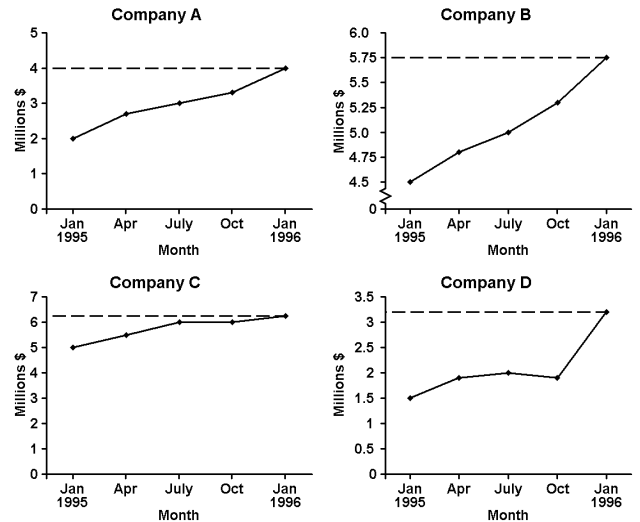 Company A
Millions $
5
4
3
2
1
0
Jan
1995
Apr
July
Oct
Jan
1996
Month
Company B
Millions $
6.0
5.75
5.5
5.25
5.0
4.75
4.5
0
Jan
1995
Apr
July
Oct
Jan
1996
Month
Company C
Millions $
7
6
5
4
3
2
1
0
Jan
1995
Apr
July
Oct
Jan
1996
Month
Company D
Millions $
3.5
3
2.5
2
1.5
1
0.5
0
Jan
1995
Apr
July
Oct
Jan
1996
Month